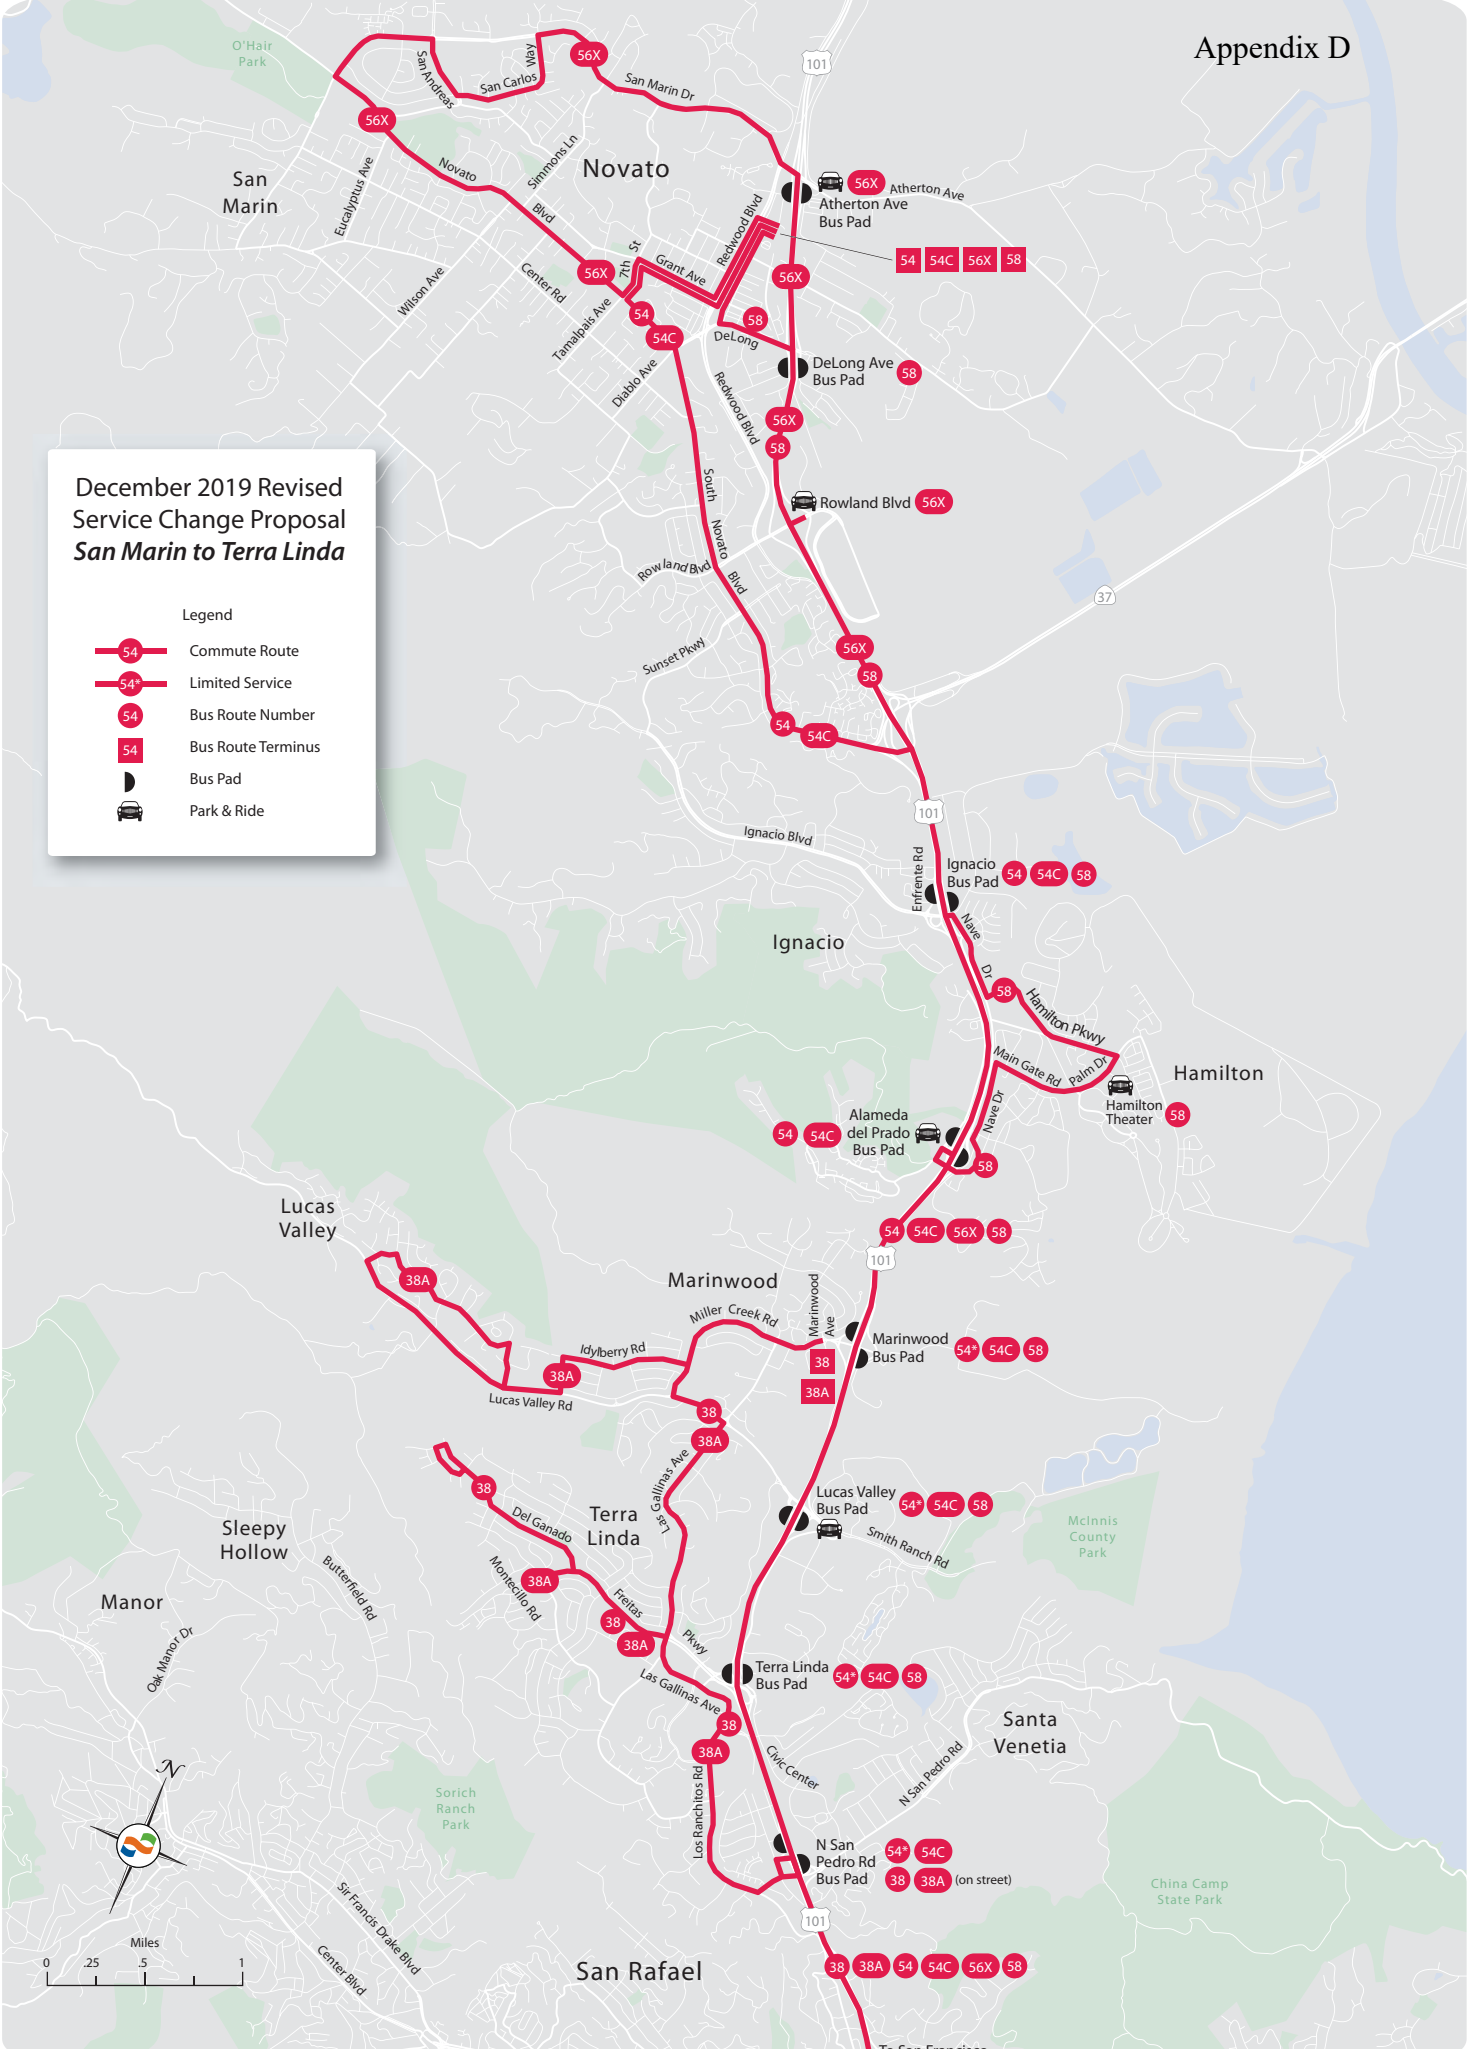 Appendix D
O'Hair
Park
San Andreas
San Carlos
Way
56X
San Marin Dr
101
56X
Novato
Blvd
Simmons Ln
Novato
San
Marin
Eucalyptus Ave
56X
Atherton Ave
Atherton Ave
Bus Pad
Redwood Blvd
54
54C
56X
58
Wilson Ave
Center Rd
56X
7th St
Grant Ave
56X
Tamalpais Ave
54
54C
58
DeLong
Diablo Ave
DeLong Ave
Bus Pad
58
Redwood Blvd
56X
58
December 2019 Revised
Service Change Proposal
San Marin to Terra Linda
Legend
54
Commute Route
54*
Limited Service
54
Bus Route Number
54
Bus Route Terminus
Bus Pad
Park & Ride
South
Novato
Blvd
Rowland Blvd
56X
Rowland Blvd
37
Sunset Pkwy
56X
58
54
54C
101
Ignacio Blvd
Enfrente Rd
Ignacio
Bus Pad
54
54C
58
Nave
Dr
Ignacio
58
Hamilton Pkwy
Main Gate Rd
Palm Dr
Hamilton
Hamilton
Theater
58
Nave Dr
54
54C
Alameda
del Prado
Bus Pad
58
Lucas
Valley
54
54C
56X
58
101
38A
Marinwood
Miller Creek Rd
Marinwood
Ave
Marinwood
Bus Pad
54*
54C
58
Idylberry Rd
38
38A
38A
Lucas Valley Rd
38
38A
Las Gallinas Ave
38
Del Ganado
Terra
Linda
Lucas Valley
Bus Pad
54*
54C
58
Smith Ranch Rd
McInnis
County
Park
Sleepy
Hollow
Butterfield Rd
Montecillo Rd
38A
Freitas
Pkwy
38
38A
Manor
Oak Manor Dr
Las Gallinas Ave
Terra Linda
Bus Pad
54*
54C
58
38
38A
Santa
Venetia
Civic Center
N San Pedro Rd
Los Ranchitos Rd
N
Sorich
Ranch
Park
N San
Pedro Rd
Bus Pad
54*
54C
38
38A
(on street)
China Camp
State Park
101
Sir Francis Drake Blvd
Center Blvd
Miles
0
.25
.5
1
San Rafael
38
38A
54
54C
56X
58
To San Francisco